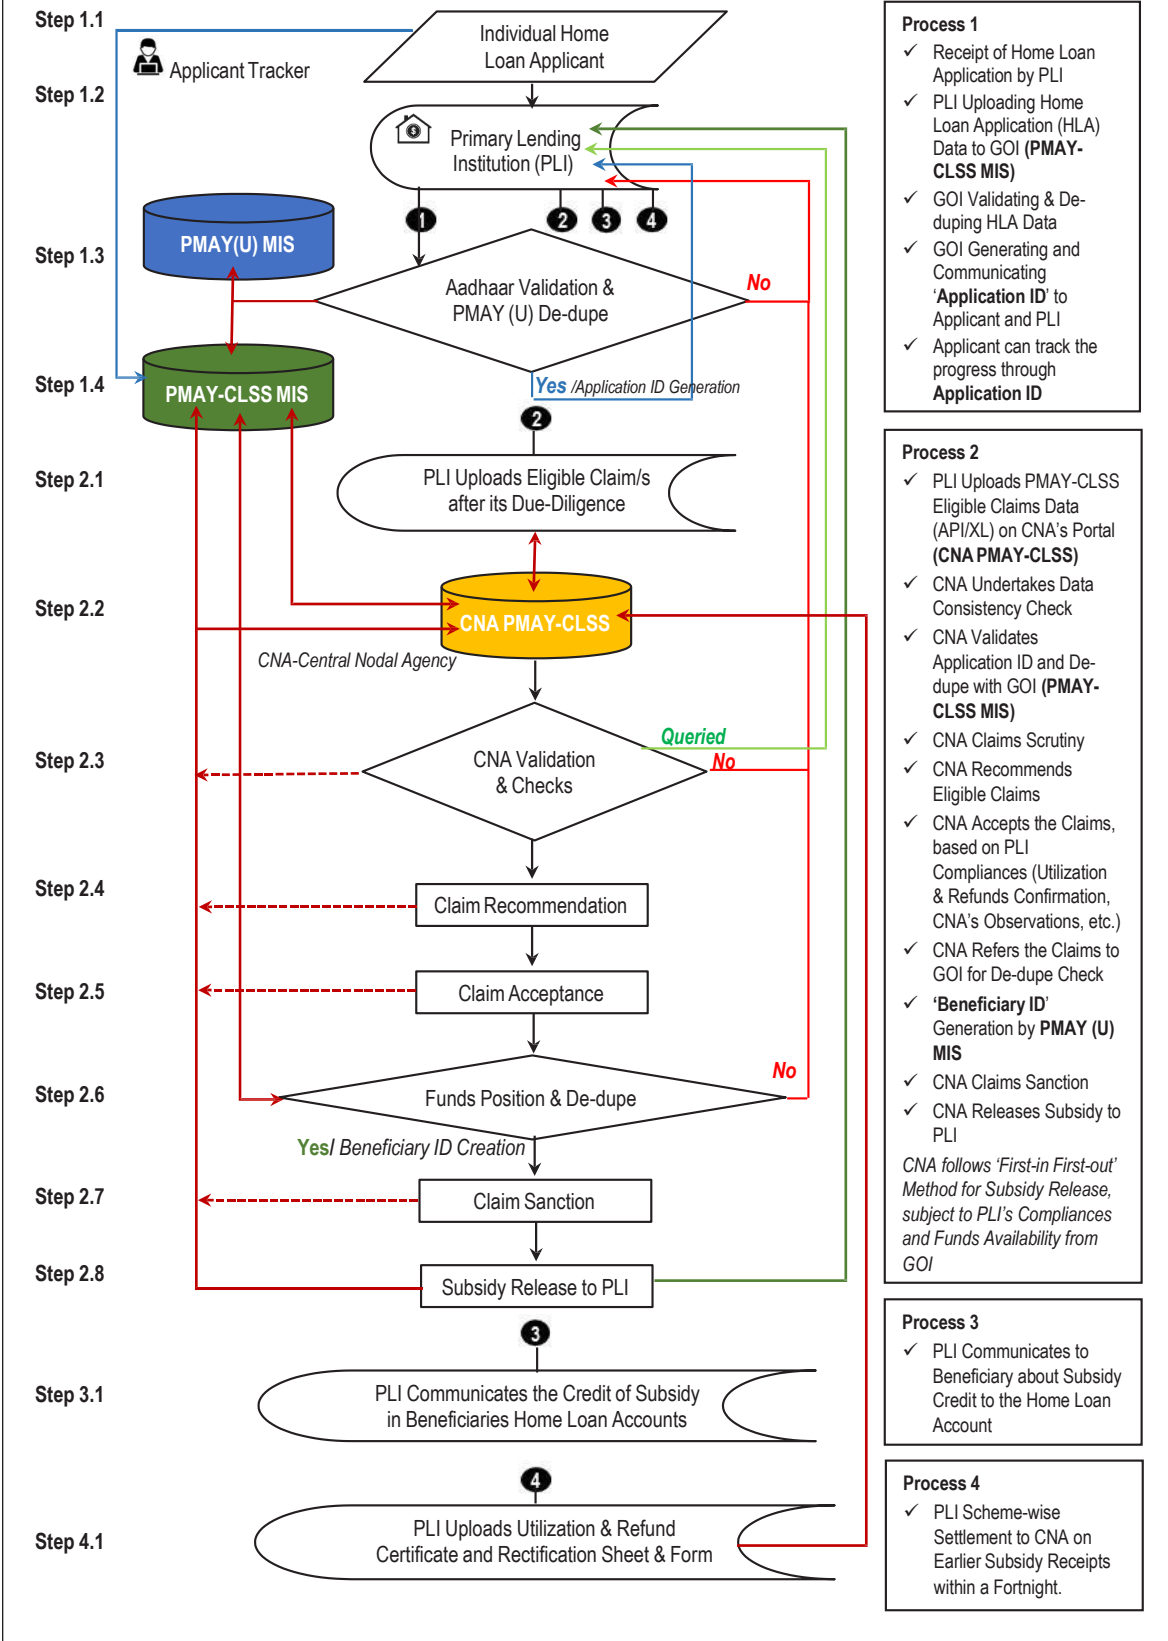 Step 1.1
Individual Home
Loan Applicant
Applicant Tracker
Step 1.2
Primary Lending
Institution (PLI)
1
2
3
4
PMAY(U) MIS
Step 1.3
Aadhaar Validation &
PMAY (U) De-dupe
No
Step 1.4
PMAY-CLSS MIS
Yes /Application ID Generation
2
Step 2.1
PLI Uploads Eligible Claim/s
after its Due-Diligence
Step 2.2
CNA PMAY-CLSS
CNA-Central Nodal Agency
Queried
Step 2.3
CNA Validation
& Checks
No
Step 2.4
Claim Recommendation
Step 2.5
Claim Acceptance
Step 2.6
Funds Position & De-dupe
No
Yes/ Beneficiary ID Creation
Step 2.7
Claim Sanction
Step 2.8
Subsidy Release to PLI
3
Step 3.1
PLI Communicates the Credit of Subsidy
in Beneficiaries Home Loan Accounts
4
Step 4.1
PLI Uploads Utilization & Refund
Certificate and Rectification Sheet & Form
Process 1
✓ Receipt of Home Loan
Application by PLI
✓ PLI Uploading Home
Loan Application (HLA)
Data to GOI (PMAY-
CLSS MIS)
✓ GOI Validating & De-
duping HLA Data
✓ GOI Generating and
Communicating
‘Application ID’ to
Applicant and PLI
✓ Applicant can track the
progress through
Application ID
Process 2
✓ PLI Uploads PMAY-CLSS
Eligible Claims Data
(API/XL) on CNA's Portal
(CNA PMAY-CLSS)
✓ CNA Undertakes Data
Consistency Check
✓ CNA Validates
Application ID and De-
dupe with GOI (PMAY-
CLSS MIS)
✓ CNA Claims Scrutiny
✓ CNA Recommends
Eligible Claims
✓ CNA Accepts the Claims,
based on PLI
Compliances (Utilization
& Refunds Confirmation,
CNA's Observations, etc.)
✓ CNA Refers the Claims to
GOI for De-dupe Check
✓ ‘Beneficiary ID’
Generation by PMAY (U)
MIS
✓ CNA Claims Sanction
✓ CNA Releases Subsidy to
PLI
CNA follows ‘First-in First-out’
Method for Subsidy Release,
subject to PLI's Compliances
and Funds Availability from
GOI
Process 3
✓ PLI Communicates to
Beneficiary about Subsidy
Credit to the Home Loan
Account
Process 4
✓ PLI Scheme-wise
Settlement to CNA on
Earlier Subsidy Receipts
within a Fortnight.